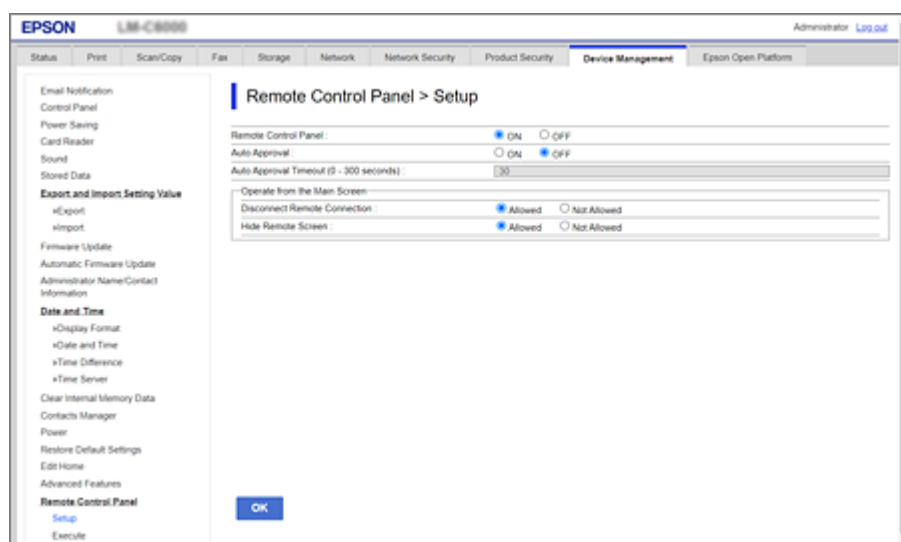 EPSON
Administrator Log out
Status Print Scan/Copy Fax Storage Network Network Security Product Security Device Management Epson Open Platform
Email Notification
Control Panel
Power Saving
Card Reader
Sound
Stored Data
Export and Import Setting Value
»Export
»Import
Firmware Update
Automatic Firmware Update
Administrator Name/Contact
Information
Date and Time
»Display Format
»Date and Time
»Time Difference
»Time Server
Clear Internal Memory Data
Contacts Manager
Power
Restore Default Settings
Edit Home
Advanced Features
Remote Control Panel
Setup
Execute
Remote Control Panel > Setup
Remote Control Panel : ON OFF
Auto Approval : ON OFF
Auto Approval Timeout (0 - 300 seconds) : 30
Operate from the Main Screen
Disconnect Remote Connection : Allowed Not Allowed
Hide Remote Screen : Allowed Not Allowed
OK